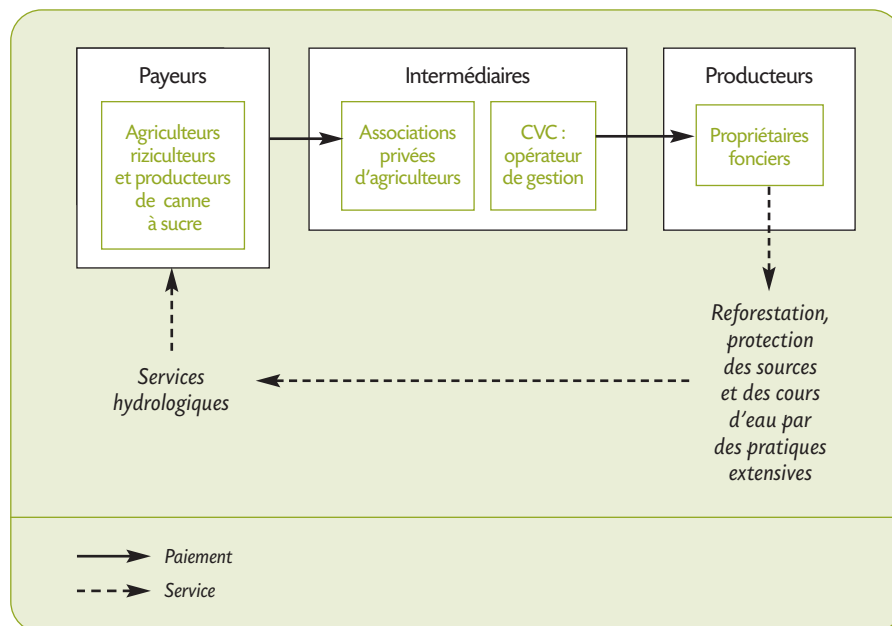 Payeurs
Agriculteurs
riziculteurs
et producteurs
de canne
à sucre
Intermédiaires
Associations
privées
d'agriculteurs
CVC :
opérateur
de gestion
Producteurs
Propriétaires
fonciers
Reforestation,
protection
des sources
et des cours
d'eau par
des pratiques
extensives
Services
hydrologiques
Paiement
Service